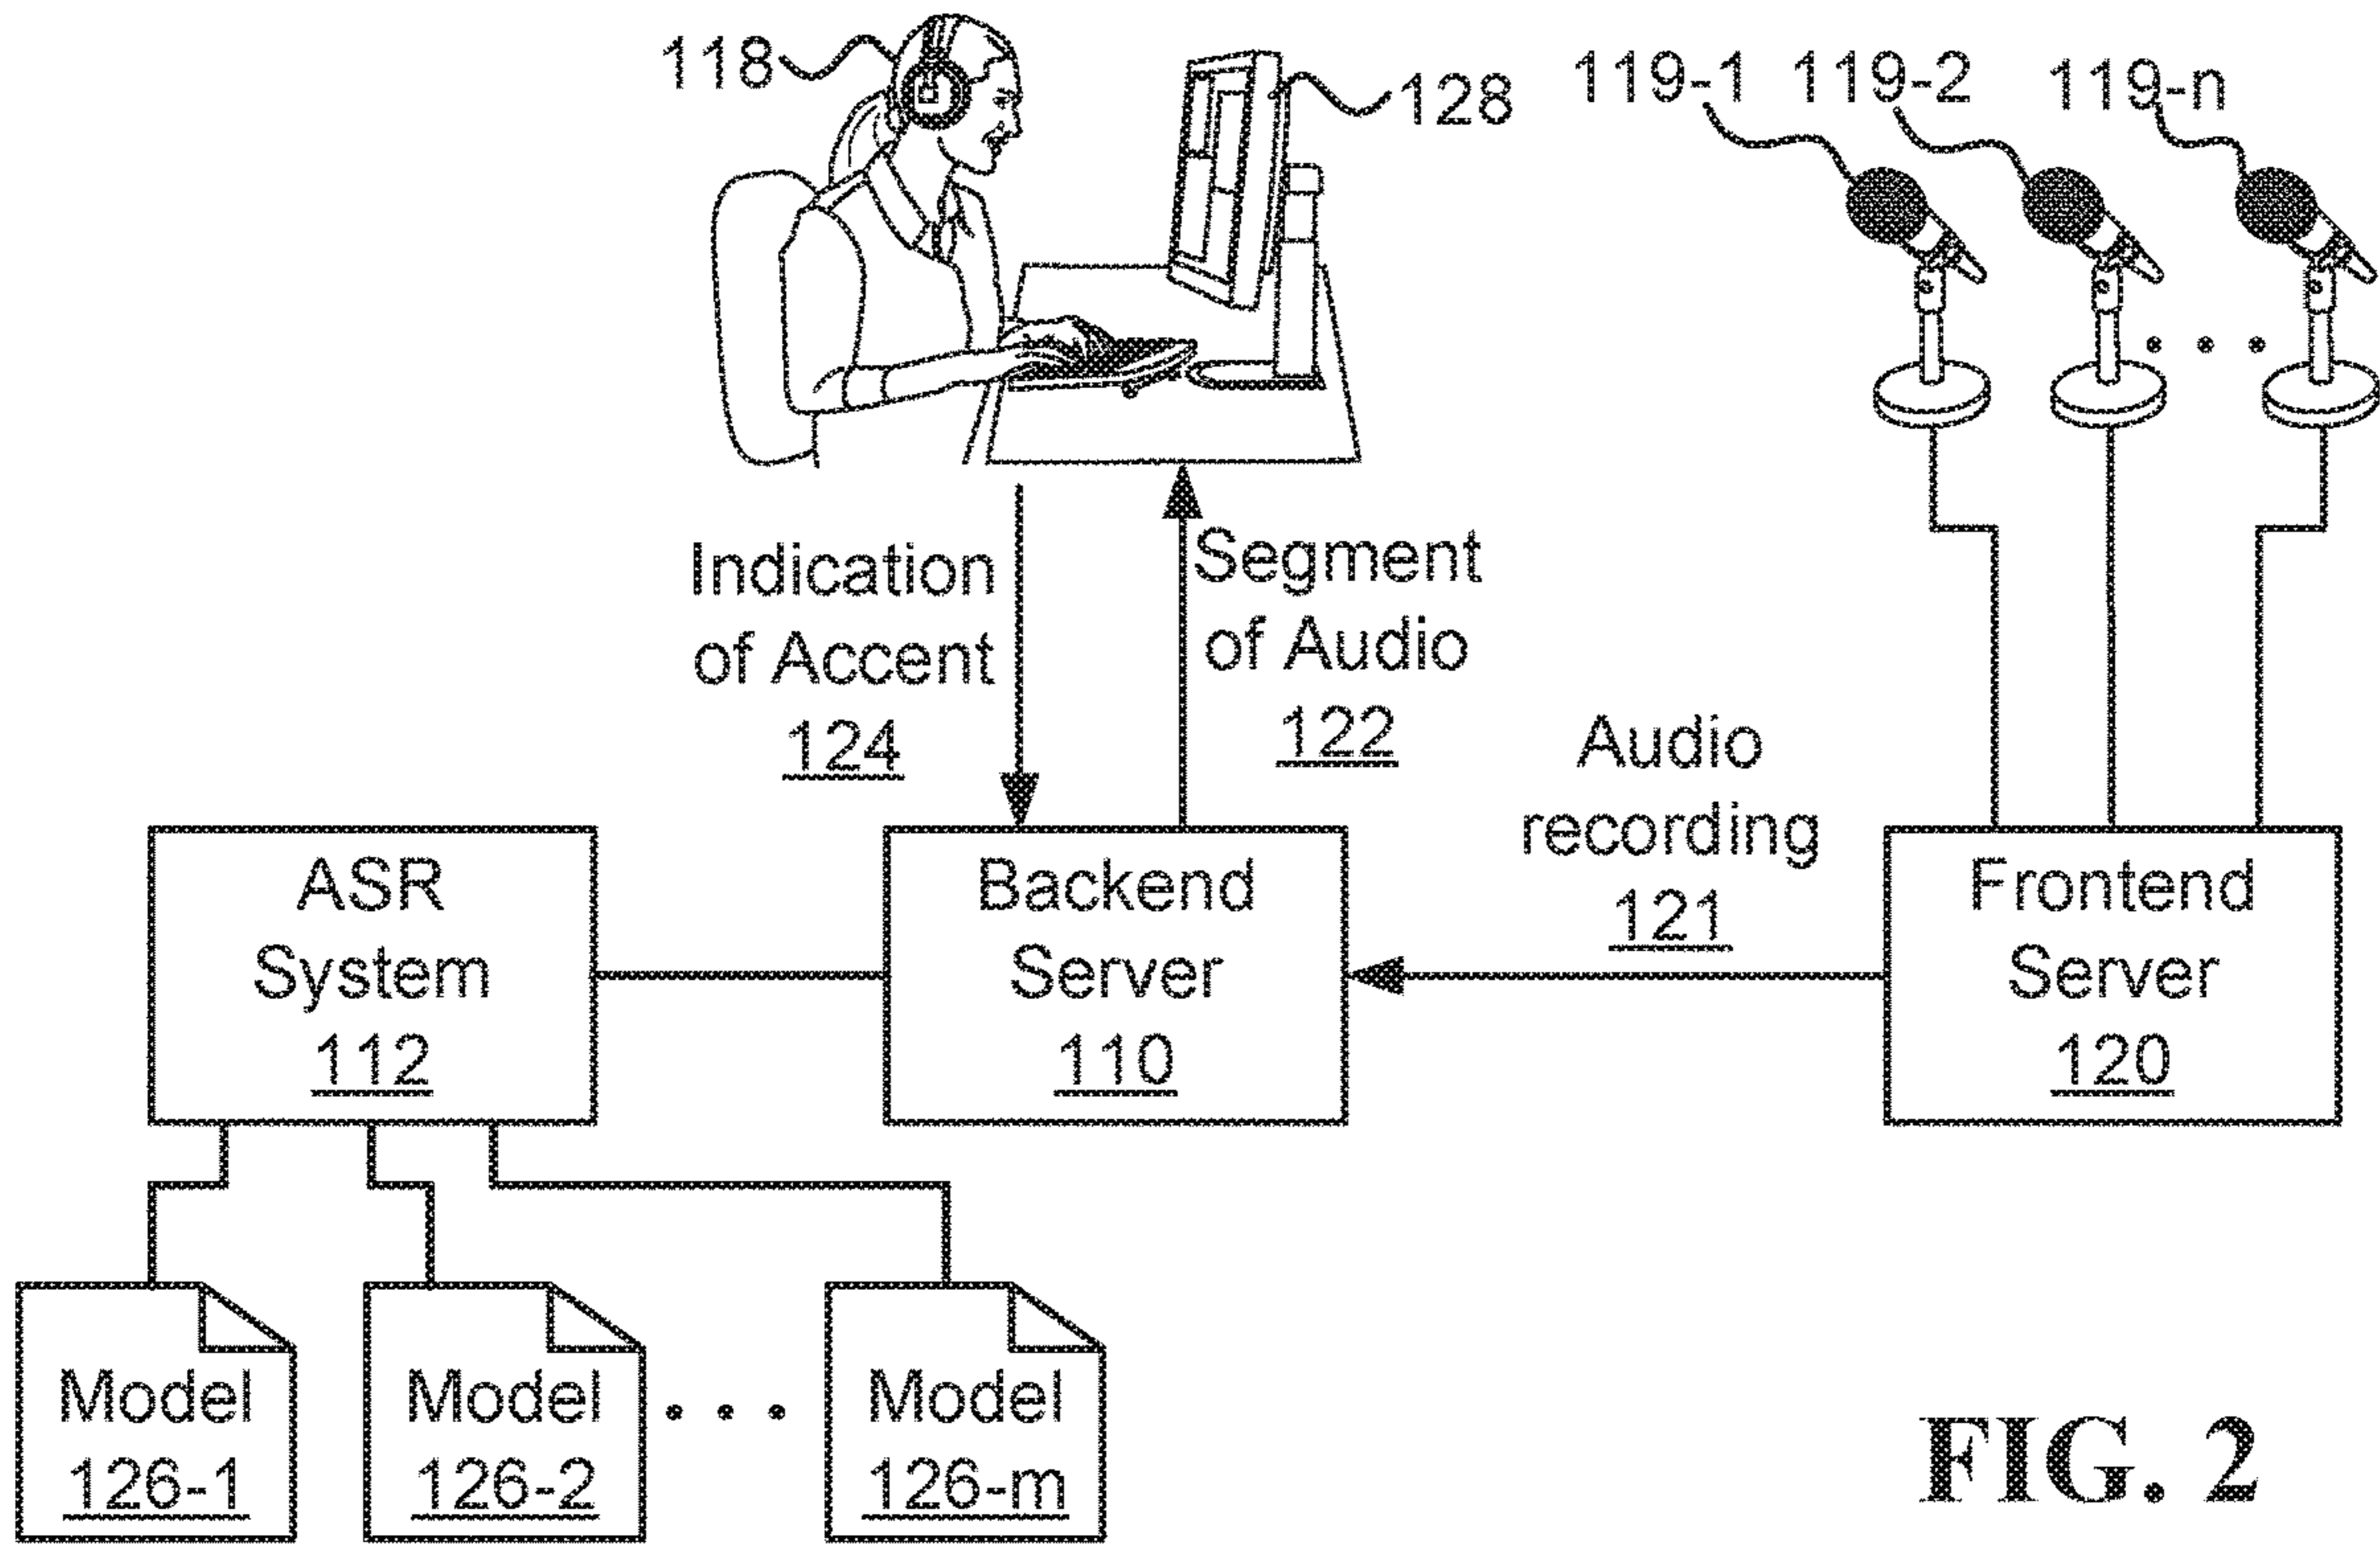 118
128
119-1
119-2
119-n
Indication
of Accent
124
Segment
of Audio
122
Audio
recording
121
ASR
System
112
Backend
Server
110
Frontend
Server
120
Model
126-1
Model
126-2
Model
126-m
FIG. 2